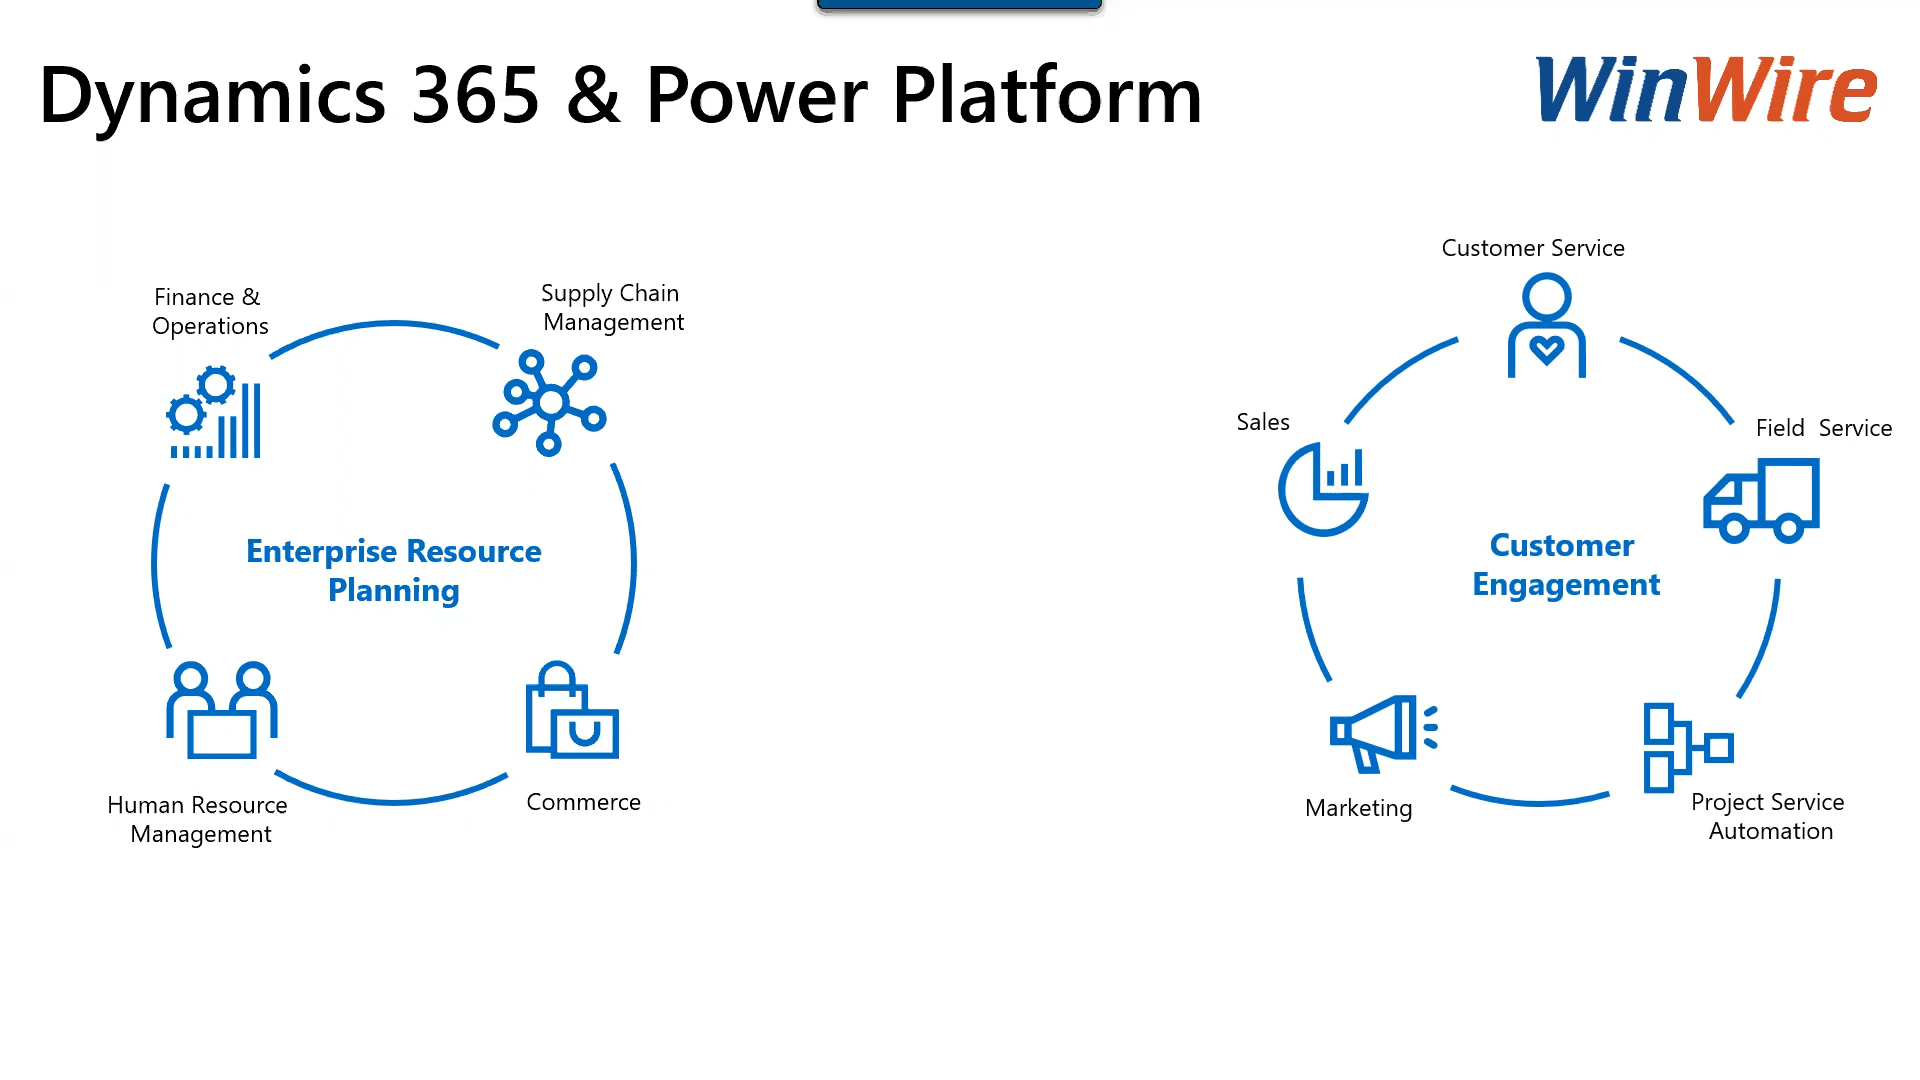 Dynamics 365 & Power Platform
WinWire
Finance &
Operations
Supply Chain
Management
Enterprise Resource
Planning
Human Resource
Management
Commerce
Customer Service
Sales
Field Service
Customer
Engagement
Marketing
Project Service
Automation